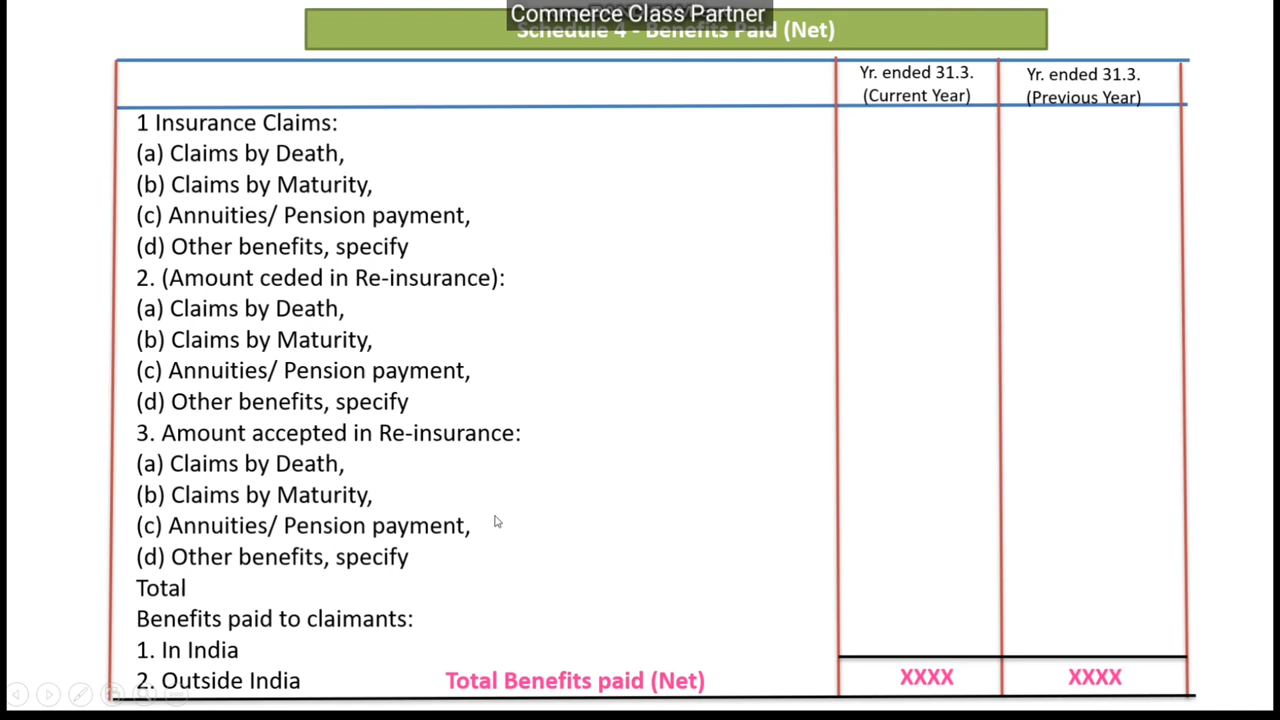 Commerce Class Partner
Schedule 4 - Benefits Paid (Net)
Yr. ended 31.3. (Current Year)
Yr. ended 31.3. (Previous Year)
1 Insurance Claims:
(a) Claims by Death,
(b) Claims by Maturity,
(c) Annuities/ Pension payment,
(d) Other benefits, specify
2. (Amount ceded in Re-insurance):
(a) Claims by Death,
(b) Claims by Maturity,
(c) Annuities/ Pension payment,
(d) Other benefits, specify
3. Amount accepted in Re-insurance:
(a) Claims by Death,
(b) Claims by Maturity,
(c) Annuities/ Pension payment,
(d) Other benefits, specify
Total
Benefits paid to claimants:
1. In India
2. Outside India Total Benefits paid (Net) XXXX XXXX